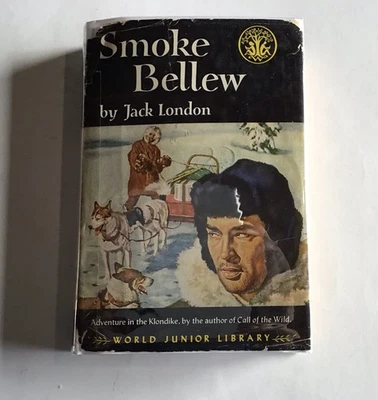 Smoke
Bellew
by Jack London
Adventure in the Klondike, by the author of Call of the Wild.
WORLD JUNIOR LIBRARY